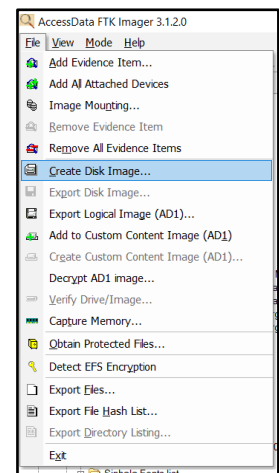 AccessData FTK Imager 3.1.2.0
File View Mode Help
Add Evidence Item...
Add All Attached Devices
Image Mounting...
Remove Evidence Item
Remove All Evidence Items
Create Disk Image...
Export Disk Image...
Export Logical Image (AD1)...
Add to Custom Content Image (AD1)
Create Custom Content Image (AD1)...
Decrypt AD1 image...
Verify Drive/Image...
Capture Memory...
Obtain Protected Files...
Detect EFS Encryption
Export Files...
Export File Hash List...
Export Directory Listing...
Exit